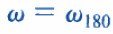 ω = ω₁₈₀